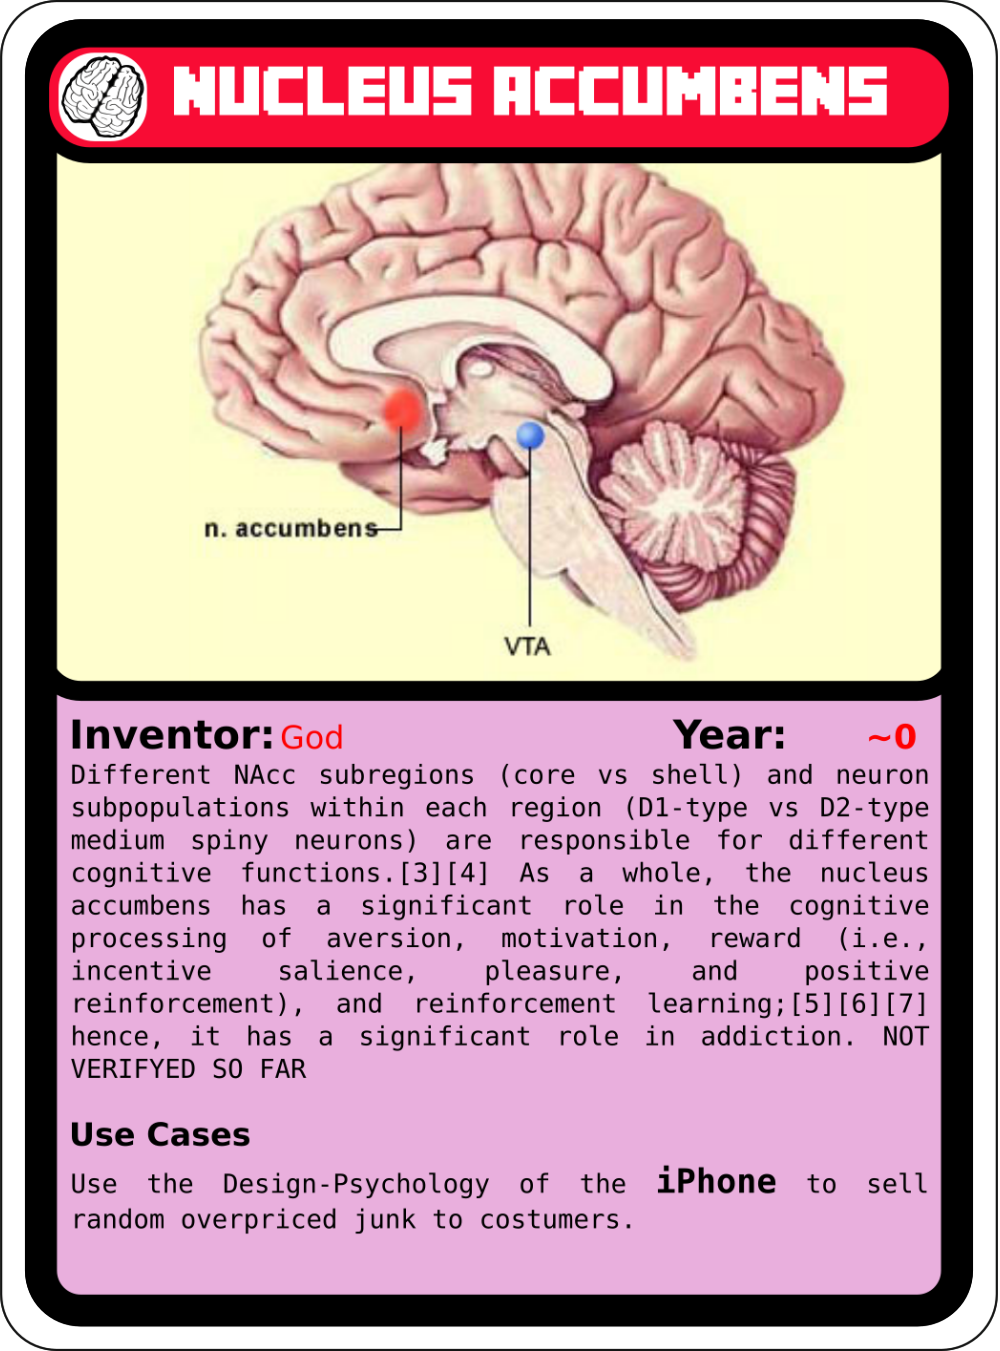 NUCLEUS ACCUMBENS
n. accumbens
VTA
Inventor: God Year: ~0
Different NAcc subregions (core vs shell) and neuron
subpopulations within each region (D1-type vs D2-type
medium spiny neurons) are responsible for different
cognitive functions.[3][4] As a whole, the nucleus
accumbens has a significant role in the cognitive
processing of aversion, motivation, reward (i.e.,
incentive salience, pleasure, and positive
reinforcement), and reinforcement learning;[5][6][7]
hence, it has a significant role in addiction. NOT
VERIFYED SO FAR
Use Cases
Use the Design-Psychology of the iPhone to sell
random overpriced junk to costumers.